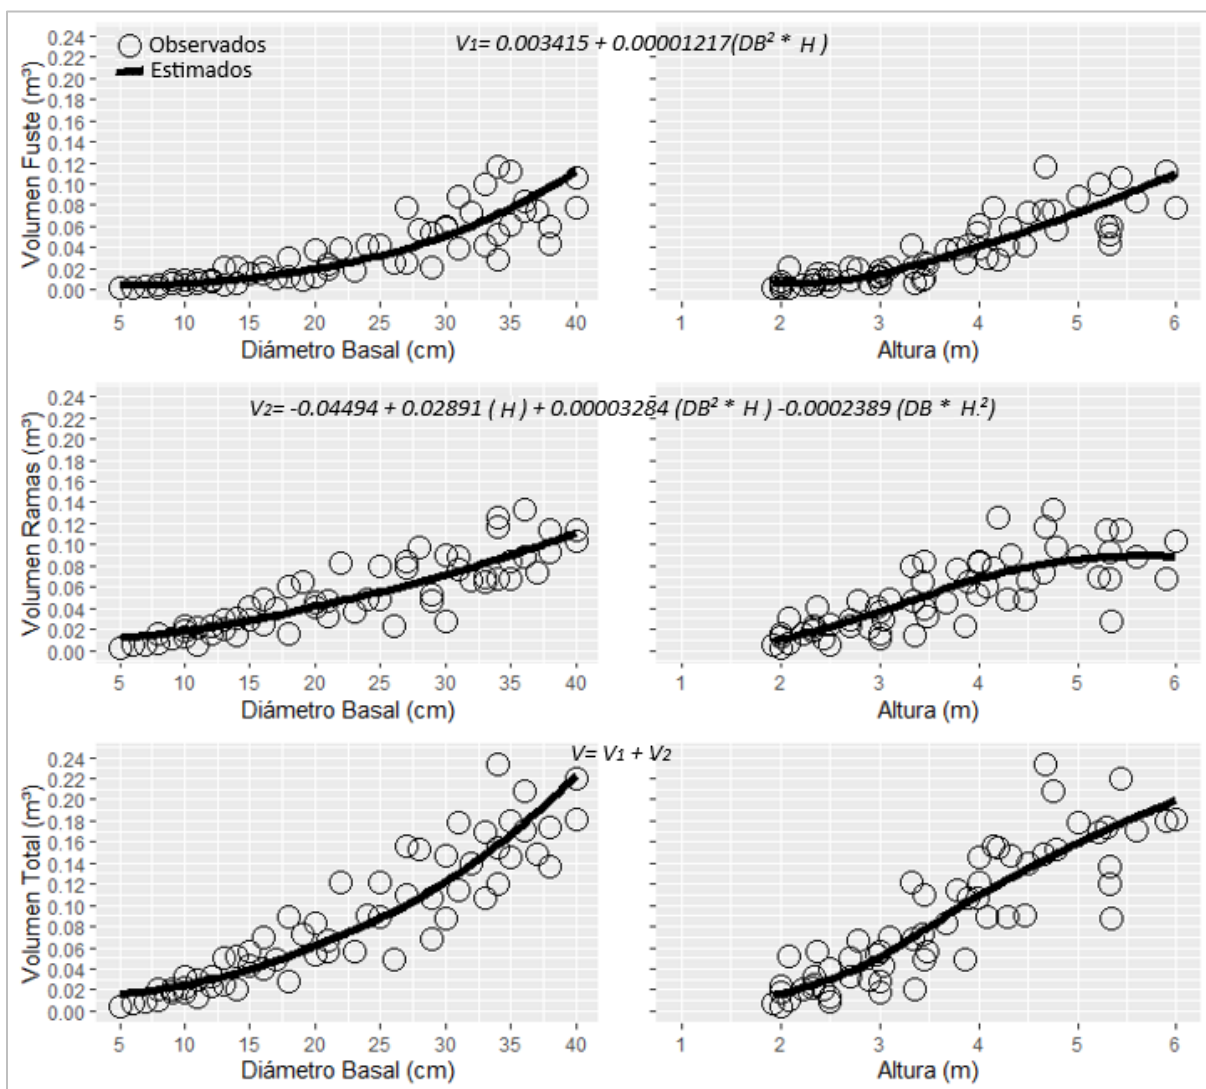 V1= 0.003415 + 0.00001217(DB² * H )
Observados
Estimados
Volumen Fuste (m³)
0.24
0.22
0.20
0.18
0.16
0.14
0.12
0.10
0.08
0.06
0.04
0.02
0.00
5 10 15 20 25 30 35 40
Diámetro Basal (cm)
1 2 3 4 5 6
Altura (m)
V2= -0.04494 + 0.02891 ( H ) + 0.00003284 (DB² * H ) -0.0002389 (DB * H.²)
Volumen Ramas (m³)
0.24
0.22
0.20
0.18
0.16
0.14
0.12
0.10
0.08
0.06
0.04
0.02
0.00
5 10 15 20 25 30 35 40
Diámetro Basal (cm)
1 2 3 4 5 6
Altura (m)
V= V1 + V2
Volumen Total (m³)
0.24
0.22
0.20
0.18
0.16
0.14
0.12
0.10
0.08
0.06
0.04
0.02
0.00
5 10 15 20 25 30 35 40
Diámetro Basal (cm)
1 2 3 4 5 6
Altura (m)